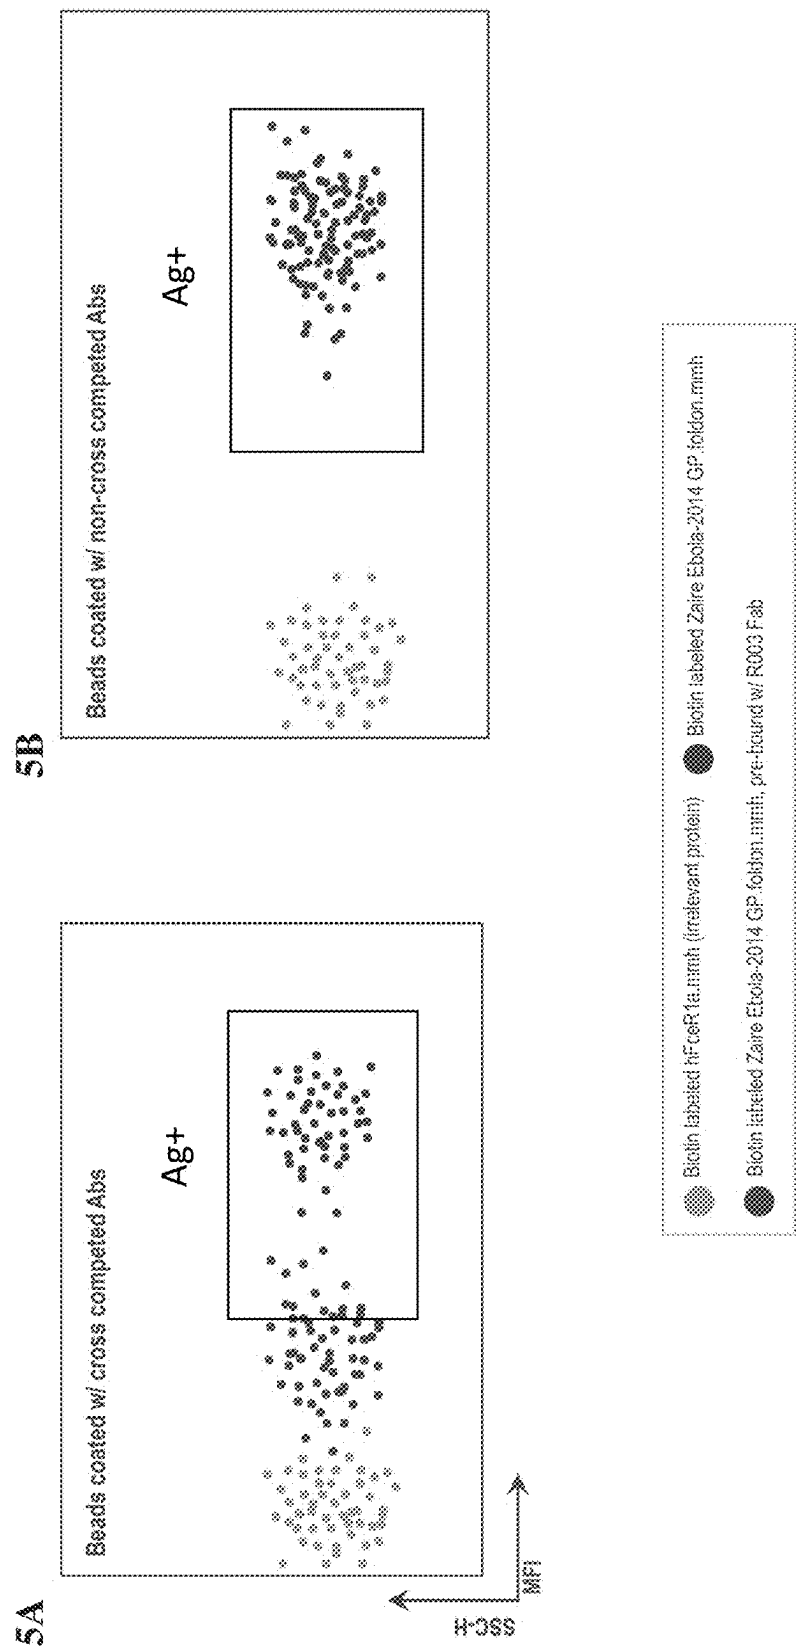 5A
Beads coated w/ cross competed Abs
Ag+
SSC-H
MFI
5B
Beads coated w/ non-cross competed Abs
Ag+
Biotin labeled hFceR1a.mmh (irrelevant protein)
Biotin labeled Zaire Ebola-2014 GP.foldon.mmh
Biotin labeled Zaire Ebola-2014 GP.foldon.mmh, pre-bound w/ R003 Fab